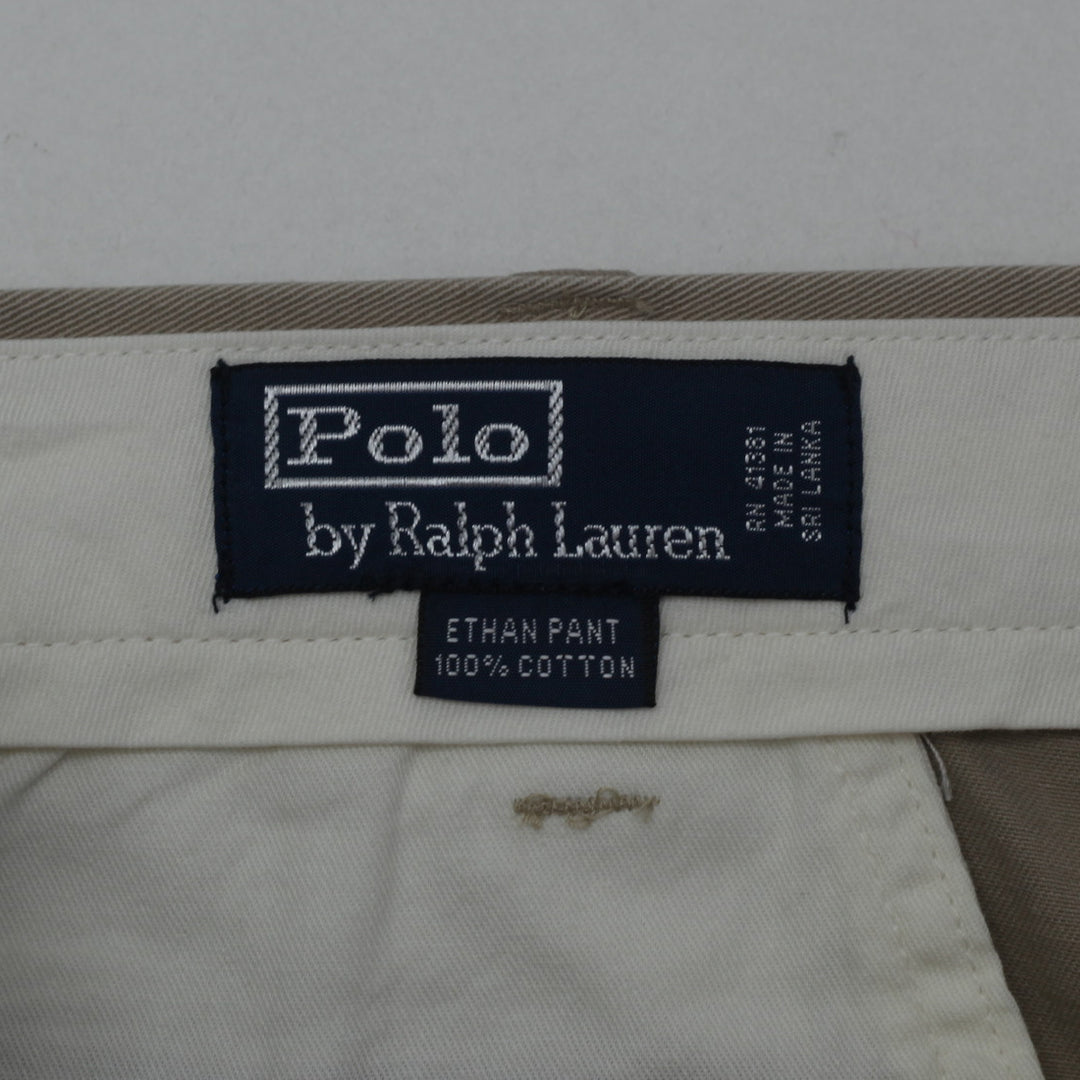 Polo
by Ralph Lauren
RN 41381
MADE IN
SRI LANKA
ETHAN PANT
100% COTTON